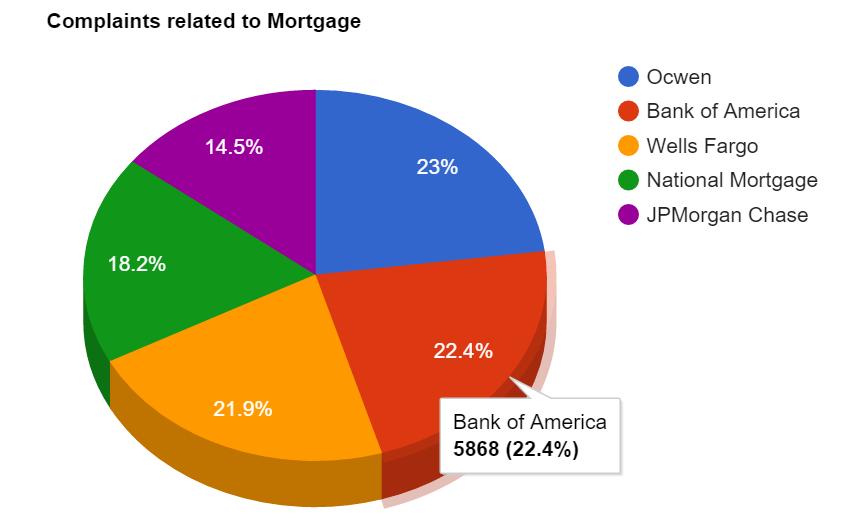 Complaints related to Mortgage
Ocwen
Bank of America
Wells Fargo
National Mortgage
JPMorgan Chase
14.5%
23%
18.2%
22.4%
21.9%
Bank of America
5868 (22.4%)